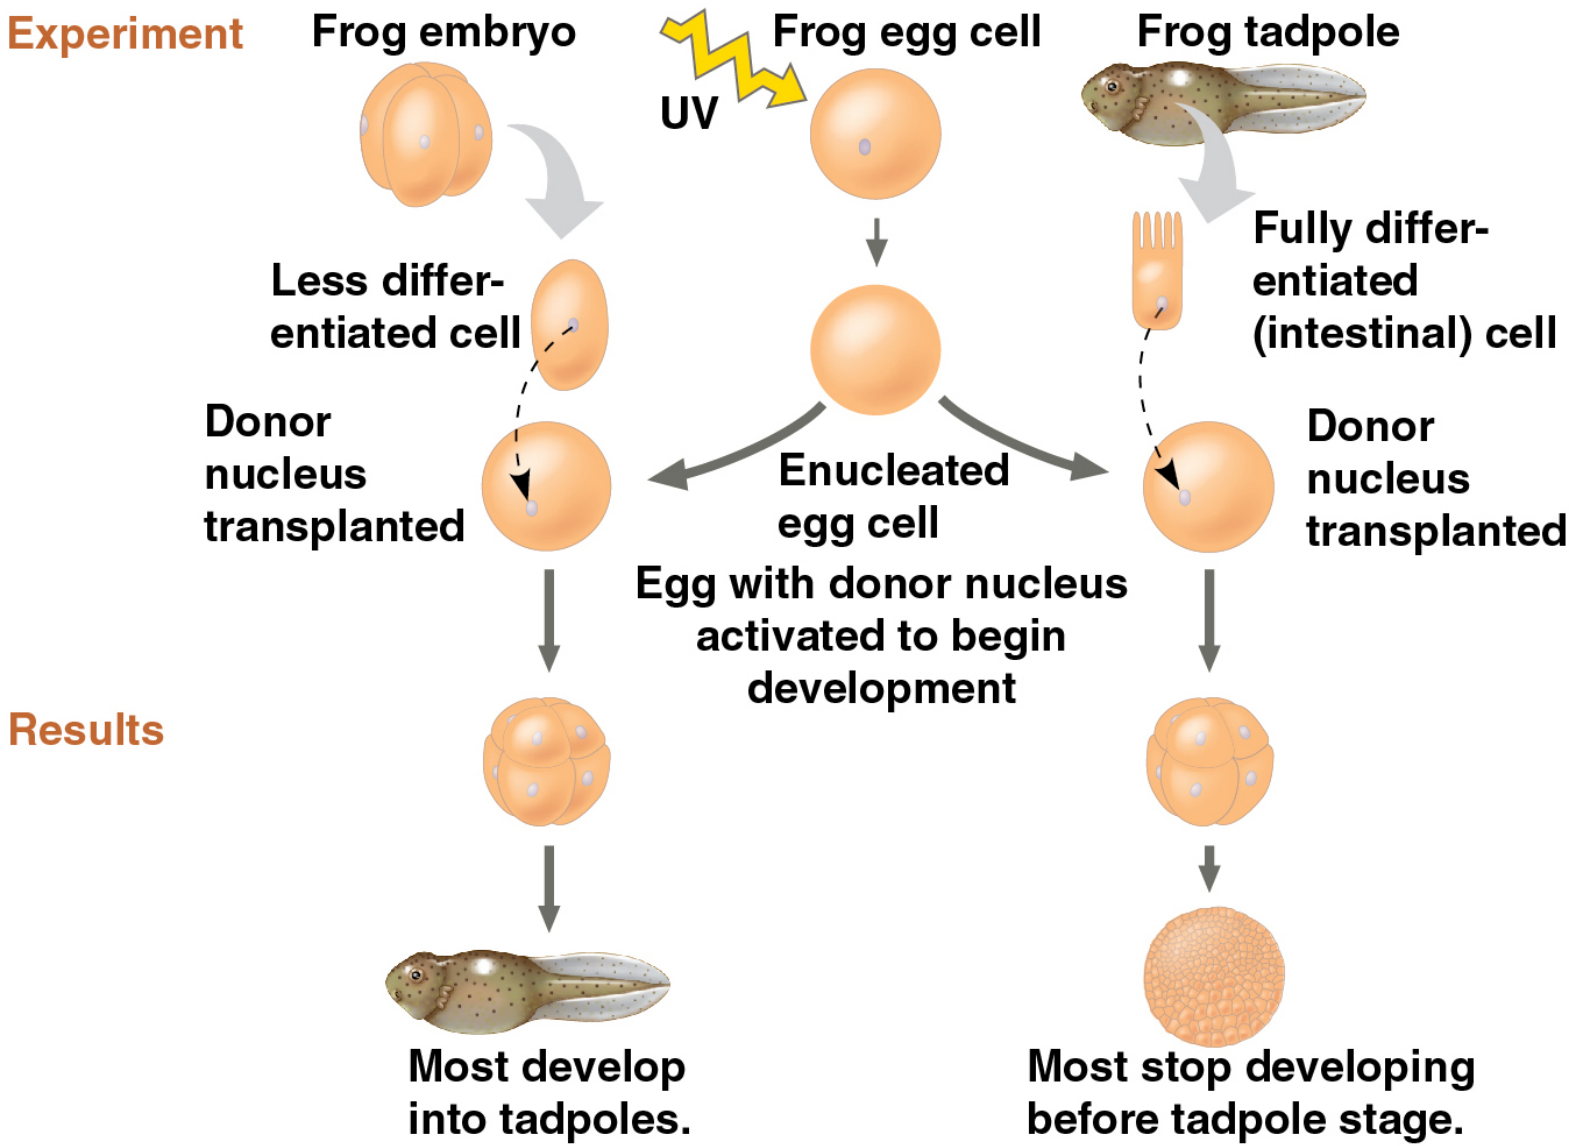 Experiment
Frog embryo
UV
Frog egg cell
Frog tadpole
Less differ-
entiated cell
Fully differ-
entiated
(intestinal) cell
Donor
nucleus
transplanted
Enucleated
egg cell
Donor
nucleus
transplanted
Egg with donor nucleus
activated to begin
development
Results
Most develop
into tadpoles.
Most stop developing
before tadpole stage.